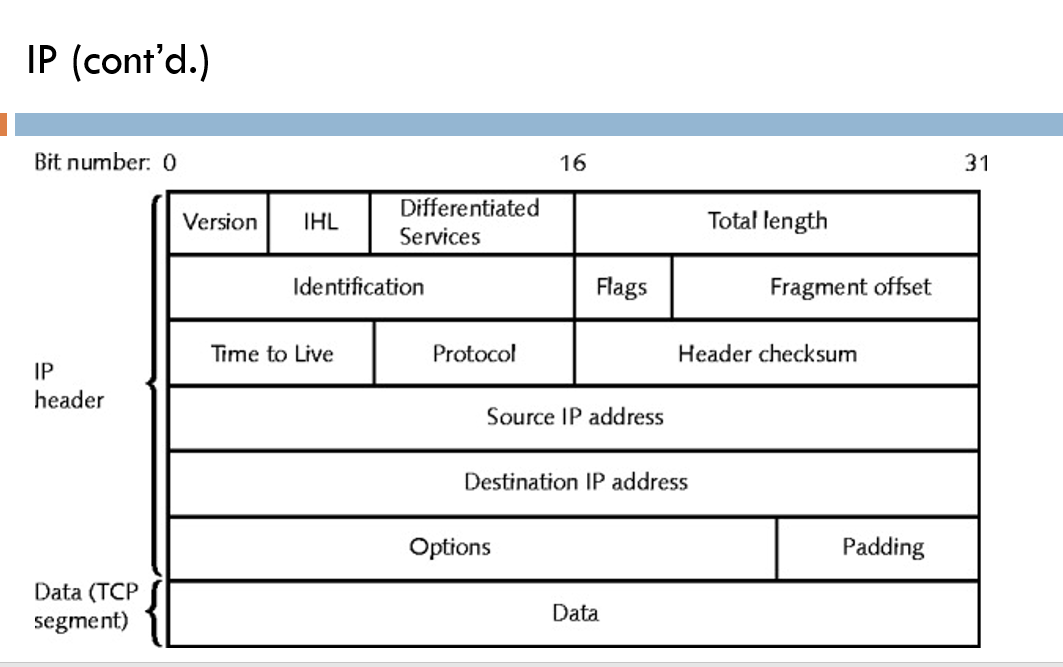 IP (cont’d.)
Bit number: 0 16 31
Version IHL Differentiated Services Total length
Identification Flags Fragment offset
Time to Live Protocol Header checksum
IP header
Source IP address
Destination IP address
Options Padding
Data (TCP segment)
Data